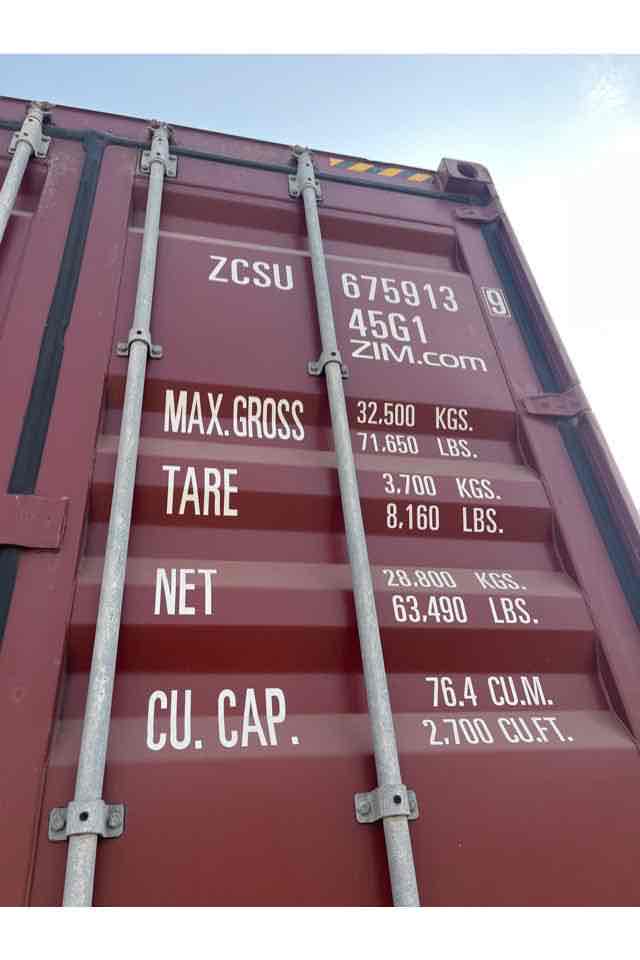 ZCSU 675913 9
45G1
ZIM.com
MAX.GROSS 32,500 KGS.
71,650 LBS.
TARE 3,700 KGS.
8,160 LBS.
NET 28,800 KGS.
63,490 LBS.
CU. CAP. 76.4 CU.M.
2,700 CU.FT.